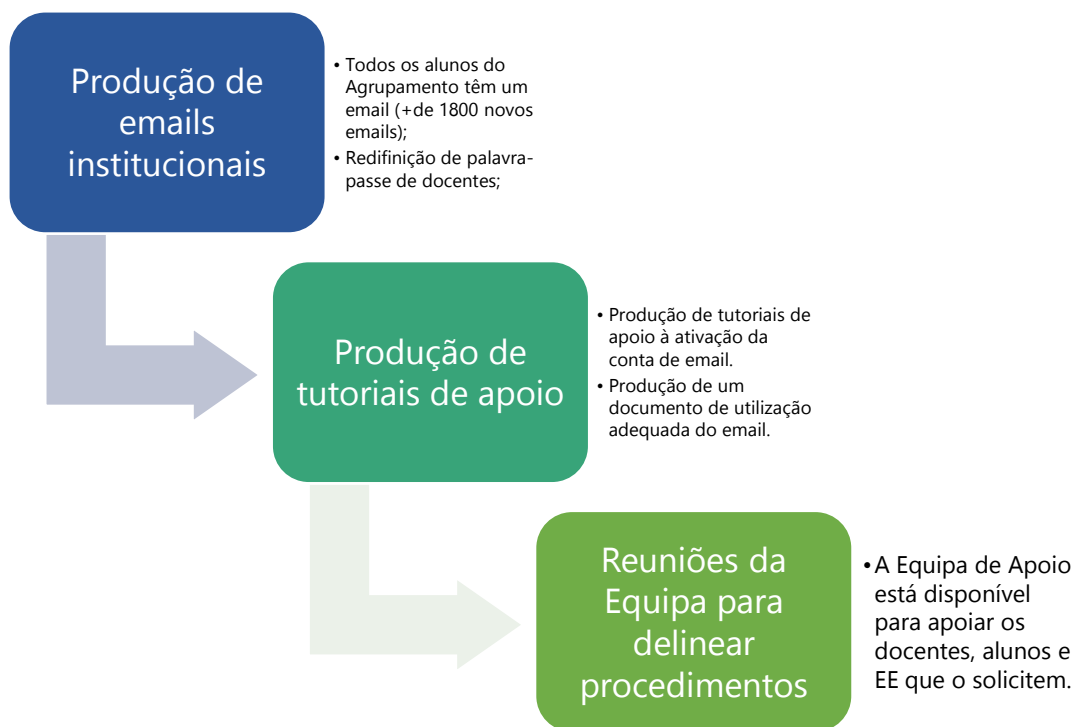 Produção de
emails
institucionais
• Todos os alunos do
Agrupamento têm um
email (+de 1800 novos
emails);
• Redifinição de palavra-
passe de docentes;
Produção de
tutoriais de apoio
• Produção de tutoriais de
apoio à ativação da
conta de email.
• Produção de um
documento de utilização
adequada do email.
Reuniões da
Equipa para
delinear
procedimentos
• A Equipa de Apoio
está disponível
para apoiar os
docentes, alunos e
EE que o solicitem.